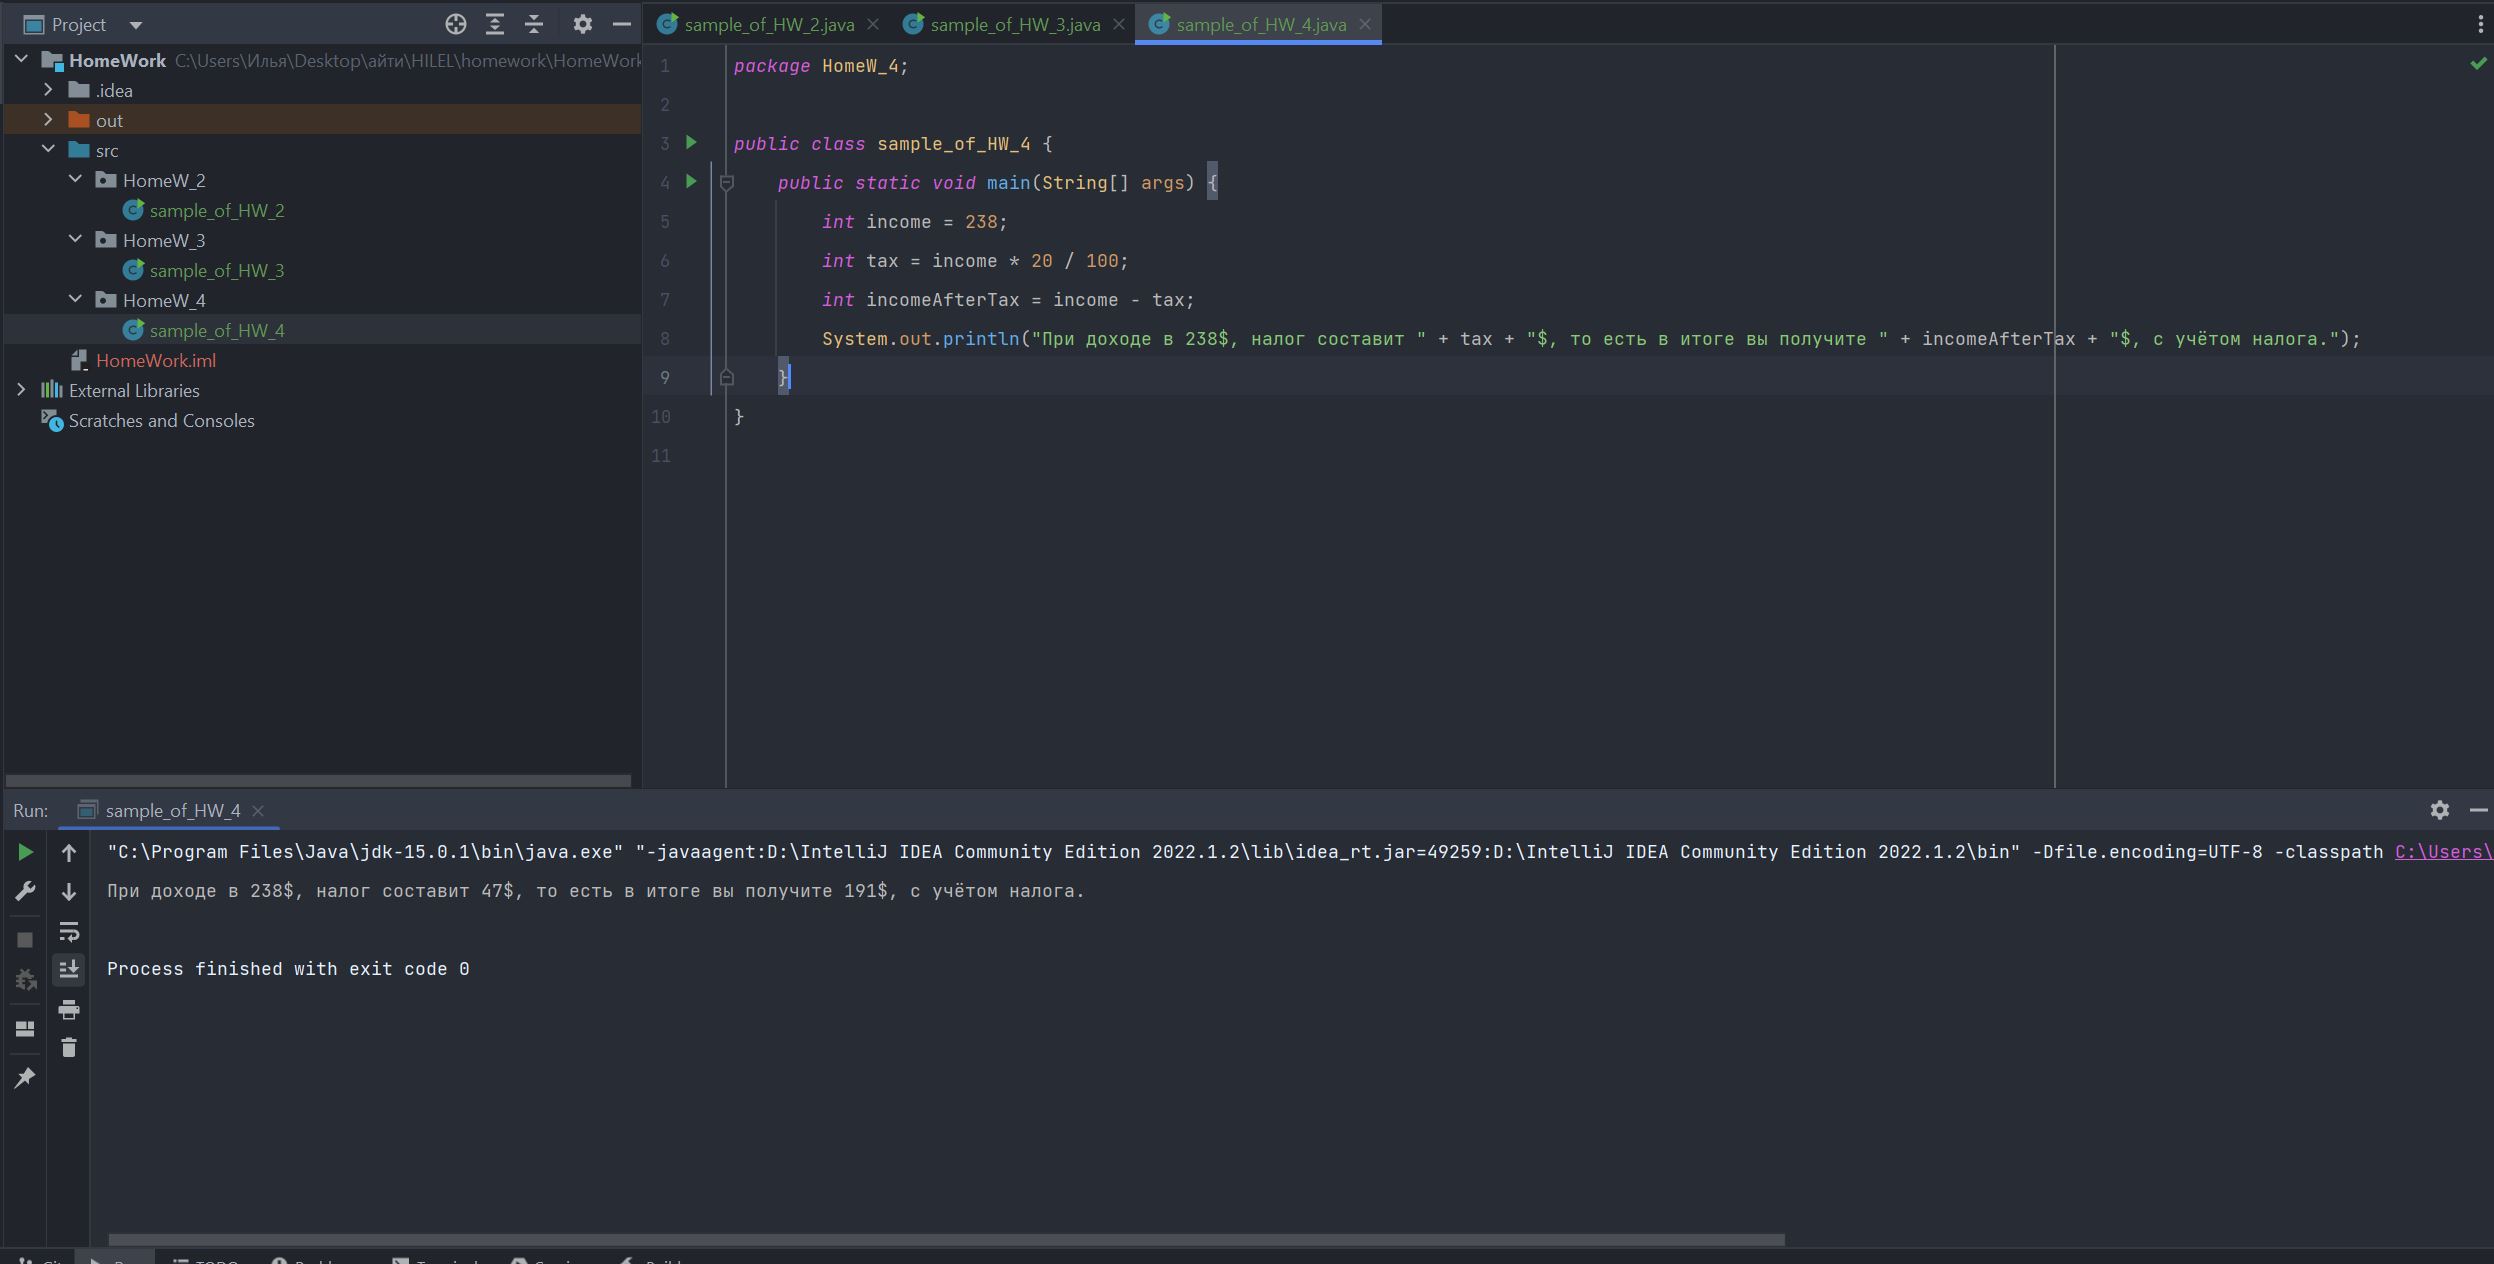 Project
HomeWork C:\Users\Илья\Desktop\айти\HILEL\homework\HomeWork
.idea
out
src
HomeW_2
sample_of_HW_2
HomeW_3
sample_of_HW_3
HomeW_4
sample_of_HW_4
HomeWork.iml
External Libraries
Scratches and Consoles
sample_of_HW_2.java
sample_of_HW_3.java
sample_of_HW_4.java
1 package HomeW_4;
2
3 public class sample_of_HW_4 {
4 public static void main(String[] args) {
5 int income = 238;
6 int tax = income * 20 / 100;
7 int incomeAfterTax = income - tax;
8 System.out.println("При доходе в 238$, налог составит " + tax + "$, то есть в итоге вы получите " + incomeAfterTax + "$, с учётом налога.");
9 }
10 }
11
Run: sample_of_HW_4
"C:\Program Files\Java\jdk-15.0.1\bin\java.exe" "-javaagent:D:\IntelliJ IDEA Community Edition 2022.1.2\lib\idea_rt.jar=49259:D:\IntelliJ IDEA Community Edition 2022.1.2\bin" -Dfile.encoding=UTF-8 -classpath C:\Users\
При доходе в 238$, налог составит 47$, то есть в итоге вы получите 191$, с учётом налога.
Process finished with exit code 0